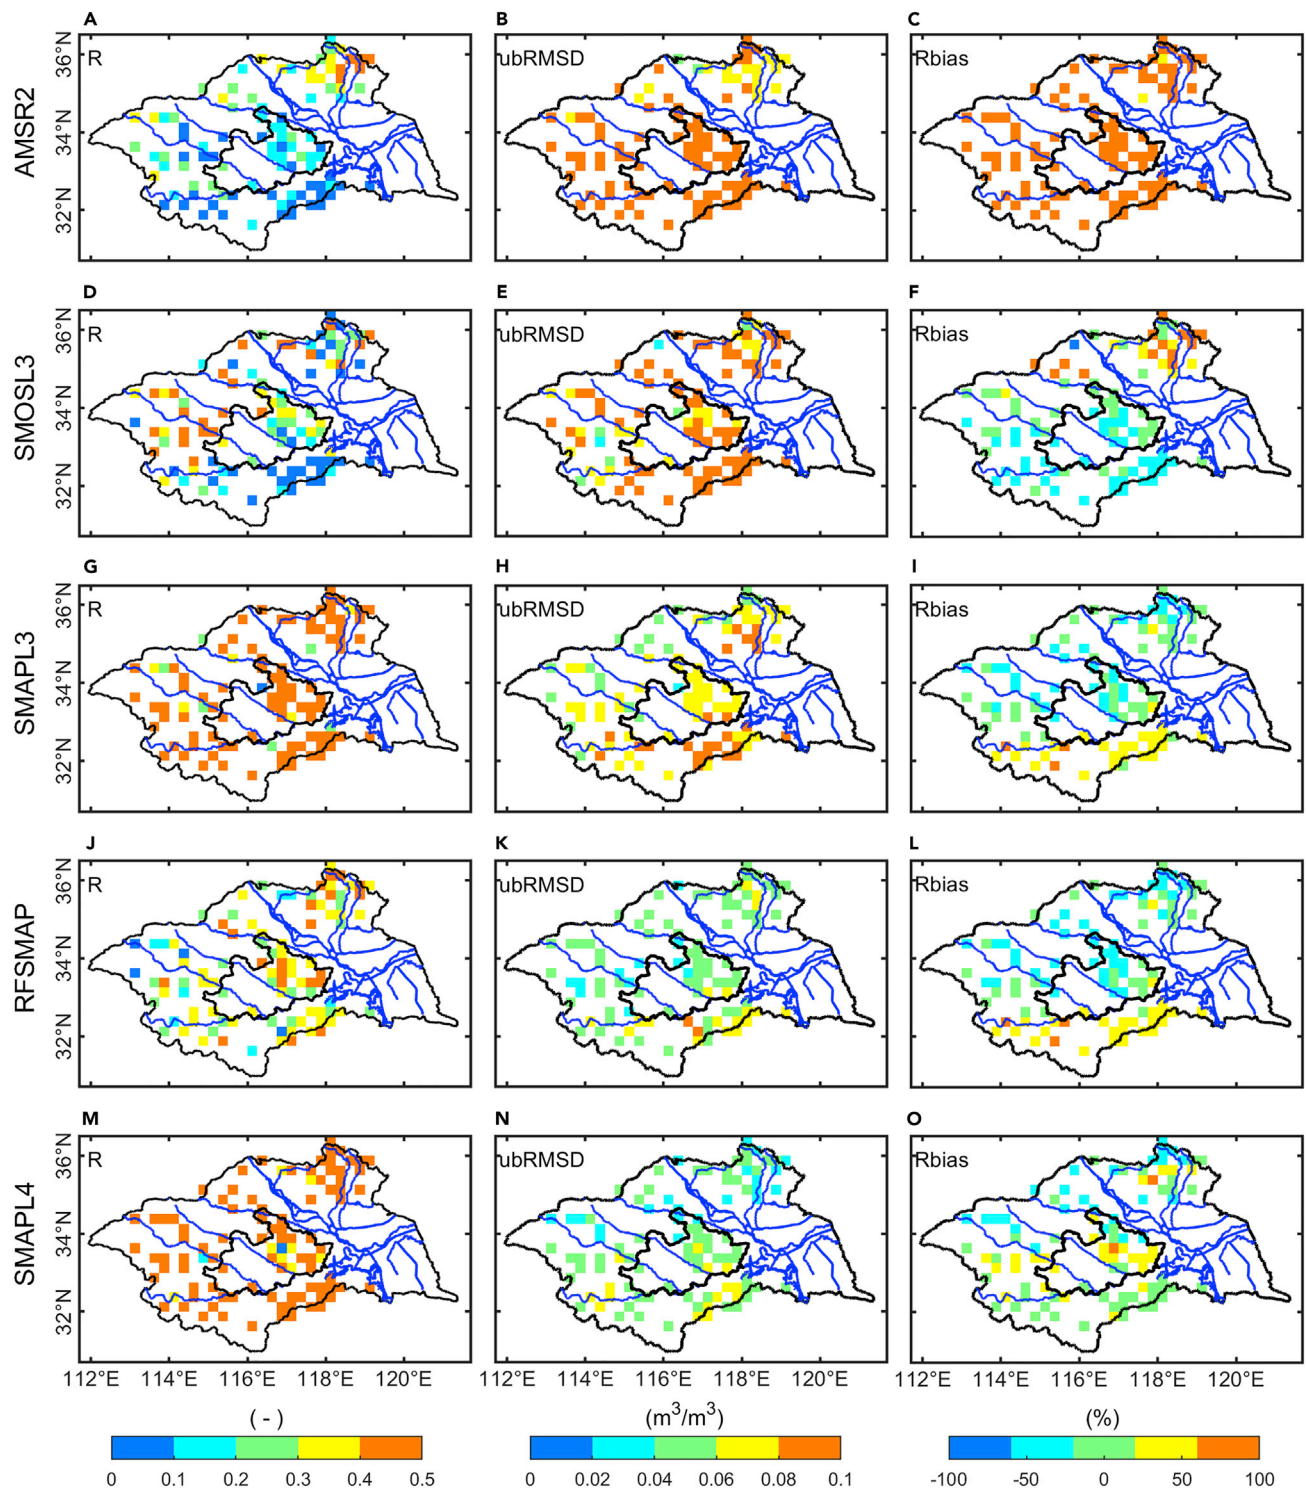 A B C
AMSR2
36°N
34°N
32°N
R
ubRMSD
Rbias
D E F
SMOSL3
36°N
34°N
32°N
R
ubRMSD
Rbias
G H I
SMAPL3
36°N
34°N
32°N
R
ubRMSD
Rbias
J K L
RFSMAP
36°N
34°N
32°N
R
ubRMSD
Rbias
M N O
SMAPL4
36°N
34°N
32°N
R
ubRMSD
Rbias
112°E 114°E 116°E 118°E 120°E 112°E 114°E 116°E 118°E 120°E 112°E 114°E 116°E 118°E 120°E
( - ) (m³/m³) (%)
0 0.1 0.2 0.3 0.4 0.5 0 0.02 0.04 0.06 0.08 0.1 -100 -50 0 50 100